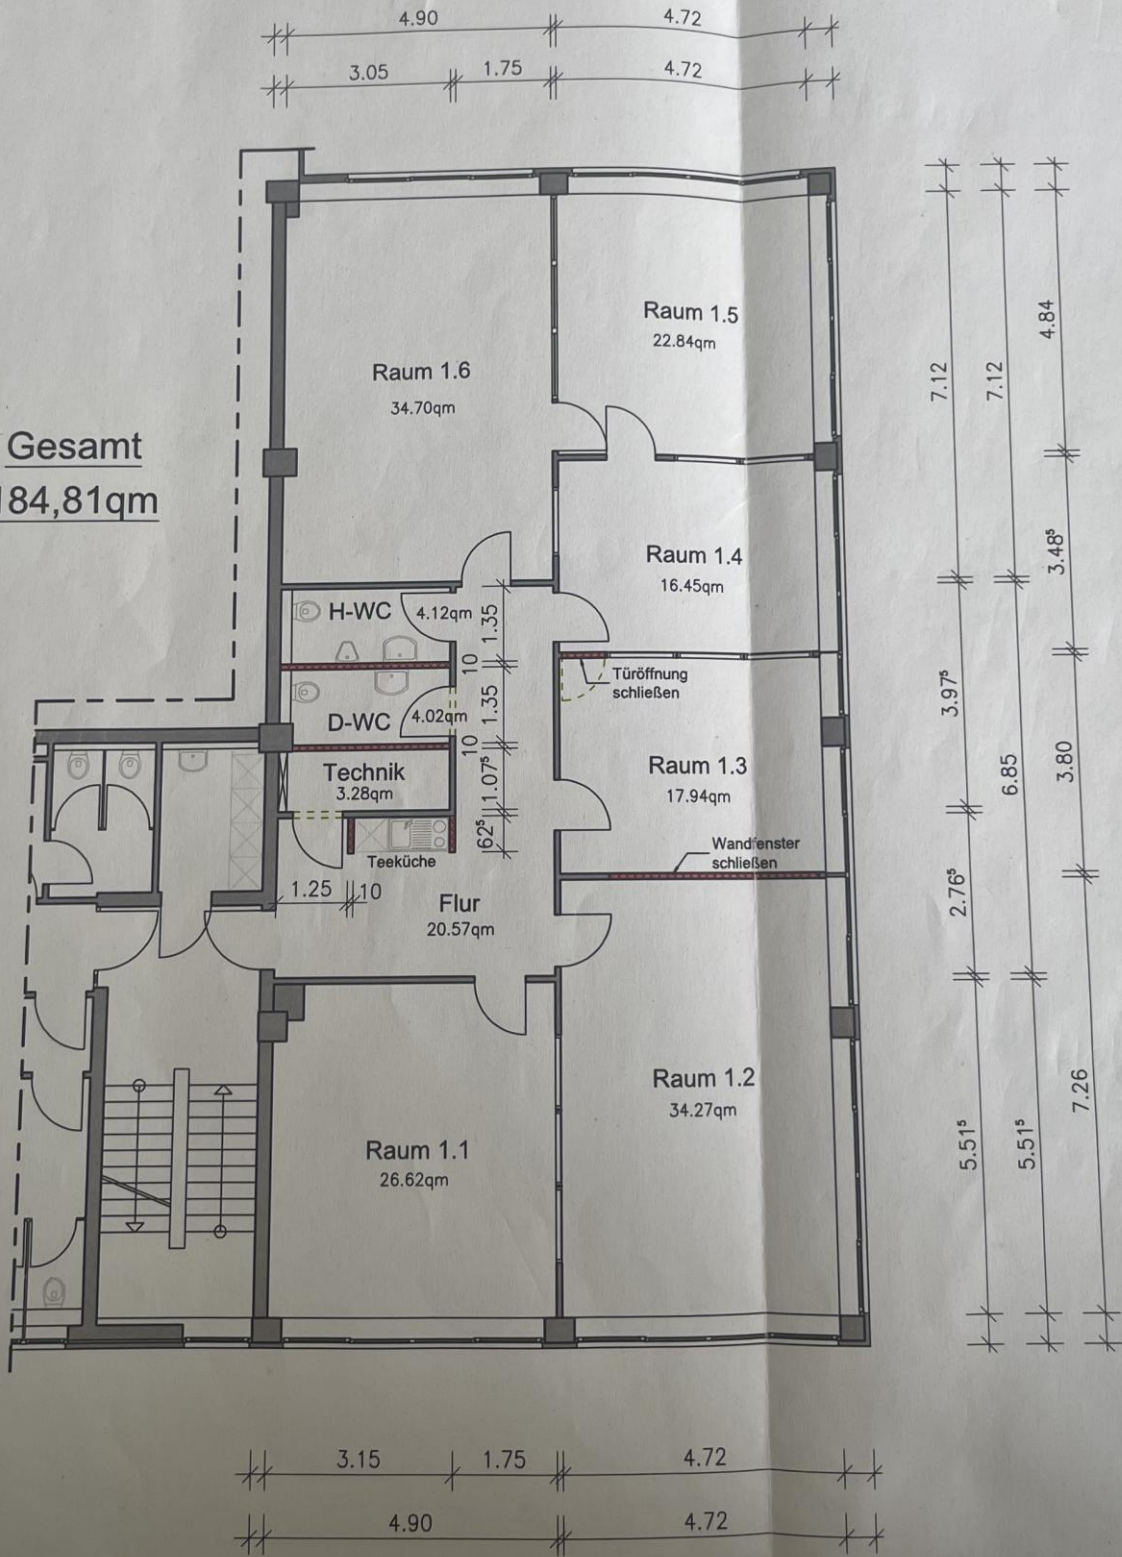 4.90 4.72
3.05 1.75 4.72
Raum 1.5
22.84qm
Raum 1.6
34.70qm
Gesamt
184,81qm
4.84
7.12
7.12
Raum 1.4
16.45qm
3.48⁵
H-WC 4.12qm
1.35
10
Türöffnung
schließen
D-WC 4.02qm
1.35
10
3.97⁵
6.85
3.80
Technik
3.28qm
1.07⁵
Raum 1.3
17.94qm
62⁵
Teeküche
Wandfenster
schließen
1.25 10
Flur
20.57qm
2.76⁵
Raum 1.2
34.27qm
7.26
Raum 1.1
26.62qm
5.51⁵
5.51⁵
3.15 1.75 4.72
4.90 4.72